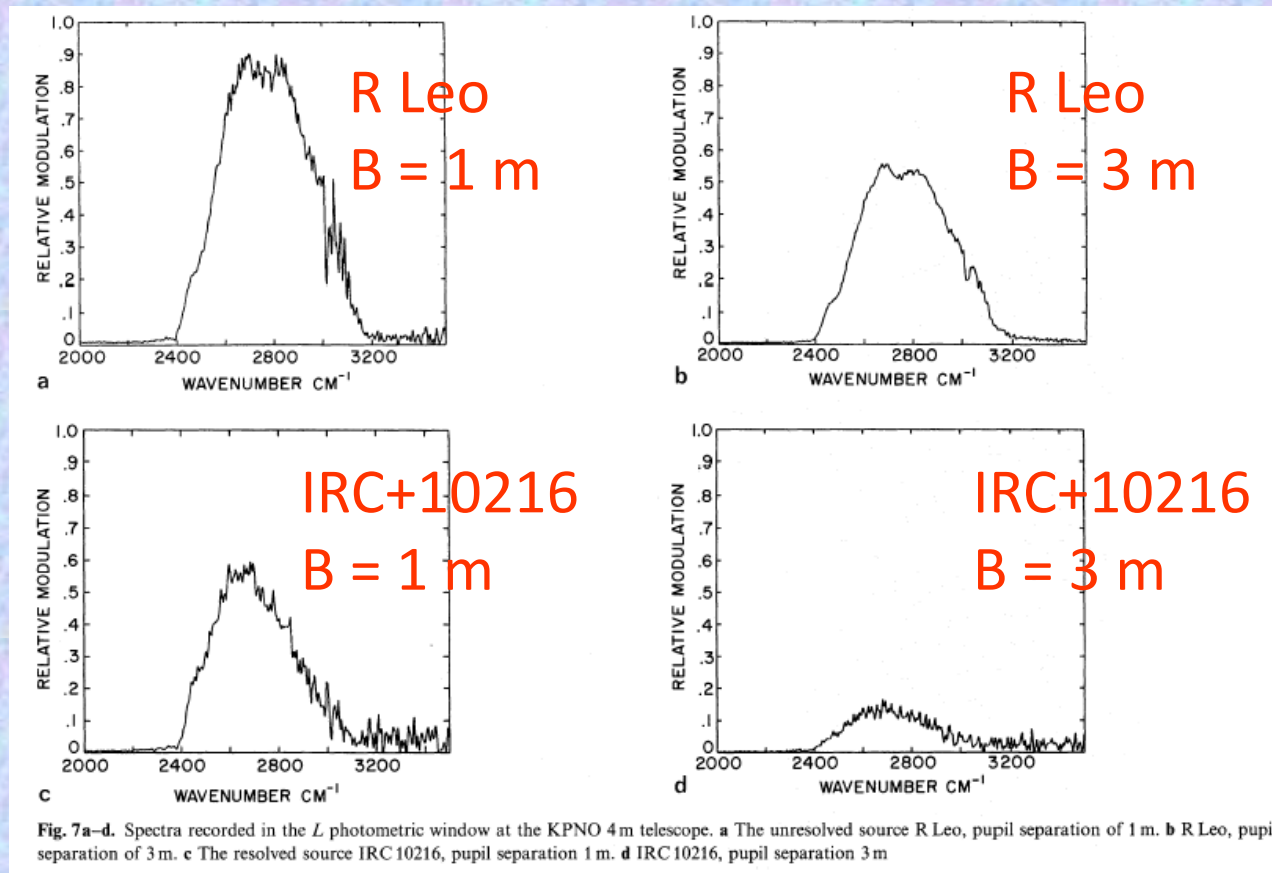 1.0
.9
.8
.7
.6
.5
.4
.3
.2
.1
0
RELATIVE MODULATION
2000 2400 2800 3200
WAVENUMBER CM⁻¹
a
R Leo
B = 1 m
1.0
.9
.8
.7
.6
.5
.4
.3
.2
.1
0
RELATIVE MODULATION
2000 2400 2800 3200
WAVENUMBER CM⁻¹
b
R Leo
B = 3 m
1.0
.9
.8
.7
.6
.5
.4
.3
.2
.1
0
RELATIVE MODULATION
2000 2400 2800 3200
WAVENUMBER CM⁻¹
c
IRC+10216
B = 1 m
1.0
.9
.8
.7
.6
.5
.4
.3
.2
.1
0
RELATIVE MODULATION
2000 2400 2800 3200
WAVENUMBER CM⁻¹
d
IRC+10216
B = 3 m
Fig. 7a–d. Spectra recorded in the L photometric window at the KPNO 4 m telescope. a The unresolved source R Leo, pupil separation of 1 m. b R Leo, pupi
separation of 3 m. c The resolved source IRC 10216, pupil separation 1 m. d IRC 10216, pupil separation 3 m